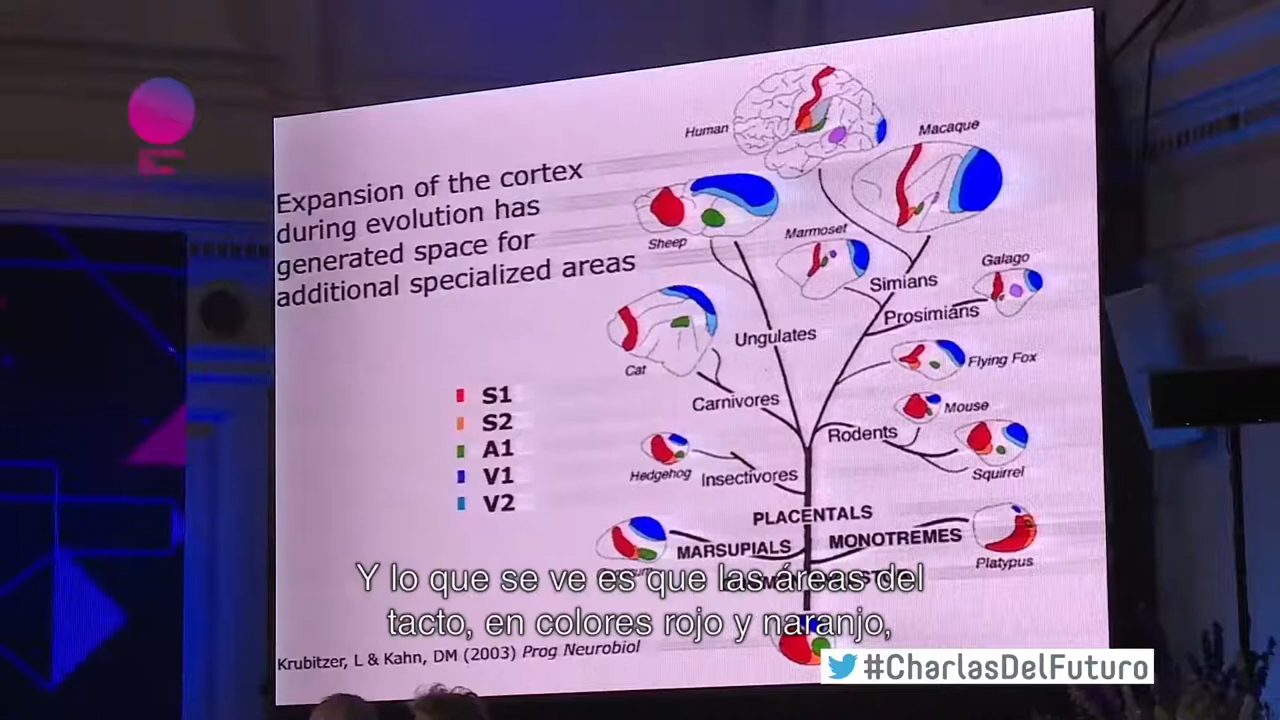 Expansion of the cortex
during evolution has
generated space for
additional specialized areas
S1
S2
A1
V1
V2
Human
Macaque
Sheep
Marmoset
Simians
Galago
Prosimians
Ungulates
Cat
Flying Fox
Carnivores
Mouse
Rodents
Hedgehog
Insectivores
Squirrel
PLACENTALS
MARSUPIALS
MONOTREMES
Platypus
Y lo que se ve es que las áreas del
tacto, en colores rojo y naranjo,
Krubitzer, L & Kahn, DM (2003) Prog Neurobiol
#CharlasDelFuturo